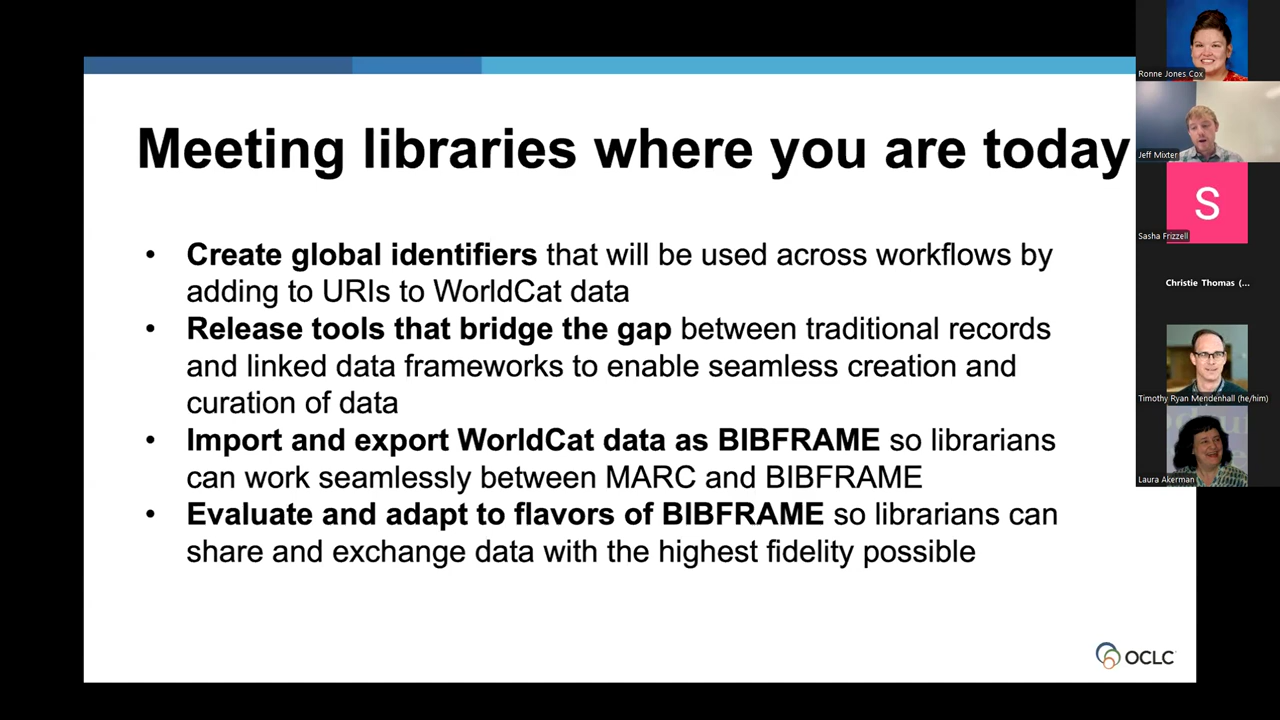 Meeting libraries where you are today
• Create global identifiers that will be used across workflows by
adding to URIs to WorldCat data
• Release tools that bridge the gap between traditional records
and linked data frameworks to enable seamless creation and
curation of data
• Import and export WorldCat data as BIBFRAME so librarians
can work seamlessly between MARC and BIBFRAME
• Evaluate and adapt to flavors of BIBFRAME so librarians can
share and exchange data with the highest fidelity possible
OCLC
Ronne Jones Cox
Jeff Mixter
S
Sasha Frizzell
Christie Thomas (...
Timothy Ryan Mendenhall (he/him)
Laura Akerman